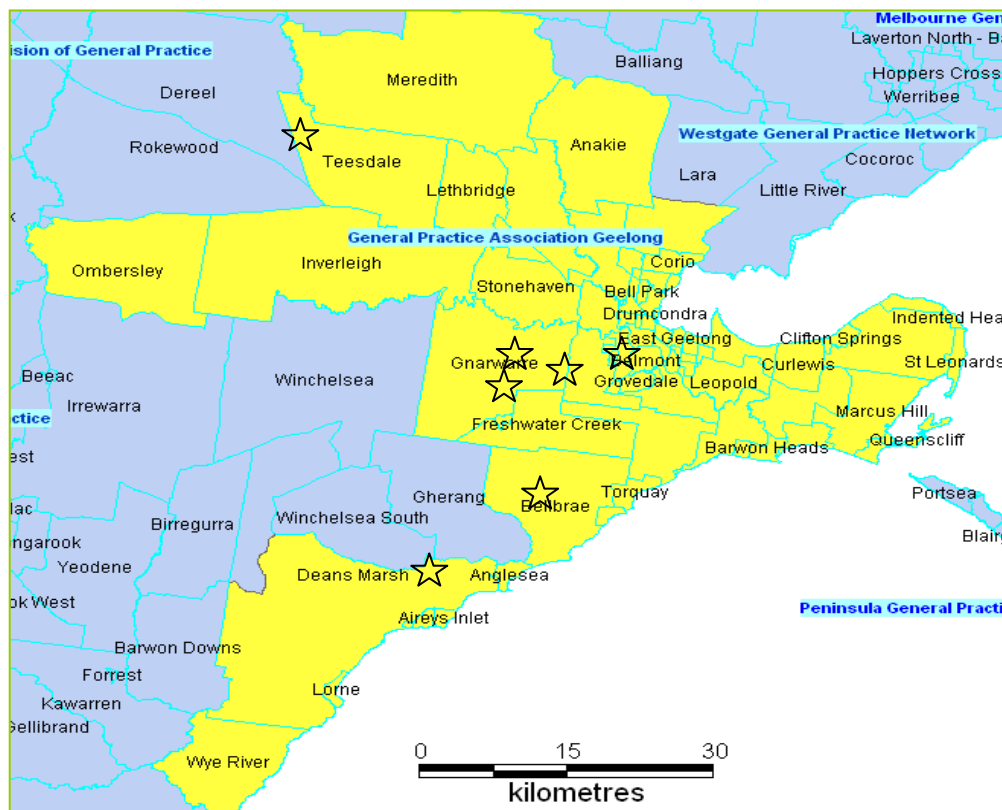 Melbourne Gen
ision of General Practice
Laverton North - Ba
Balliang
Meredith
Hoppers Cross
Dereel
Werribee
Westgate General Practice Network
Rokewood
Anakie
Cocoroc
Teesdale
Lara
Lethbridge
Little River
General Practice Association Geelong
Corio
Inverleigh
Ombersley
Stonehaven
Bell Park
Drumcondra
Indented Hea
East Geelong
Clifton Springs
Gnarwarre
Belmont
Curlewis
St Leonards
Beeac
Winchelsea
Grovedale
Leopold
Irrewarra
ctice
Marcus Hill
Freshwater Creek
Queenscliff
Barwon Heads
est
Torquay
Portsea
Gherang
Bellbrae
lac
Winchelsea South
Birregurra
Blairg
ngarook
Yeodene
Deans Marsh
Anglesea
ok West
Peninsula General Practi
Aireys Inlet
Barwon Downs
Forrest
Lorne
Kawarren
Gellibrand
0 15 30
Wye River
kilometres